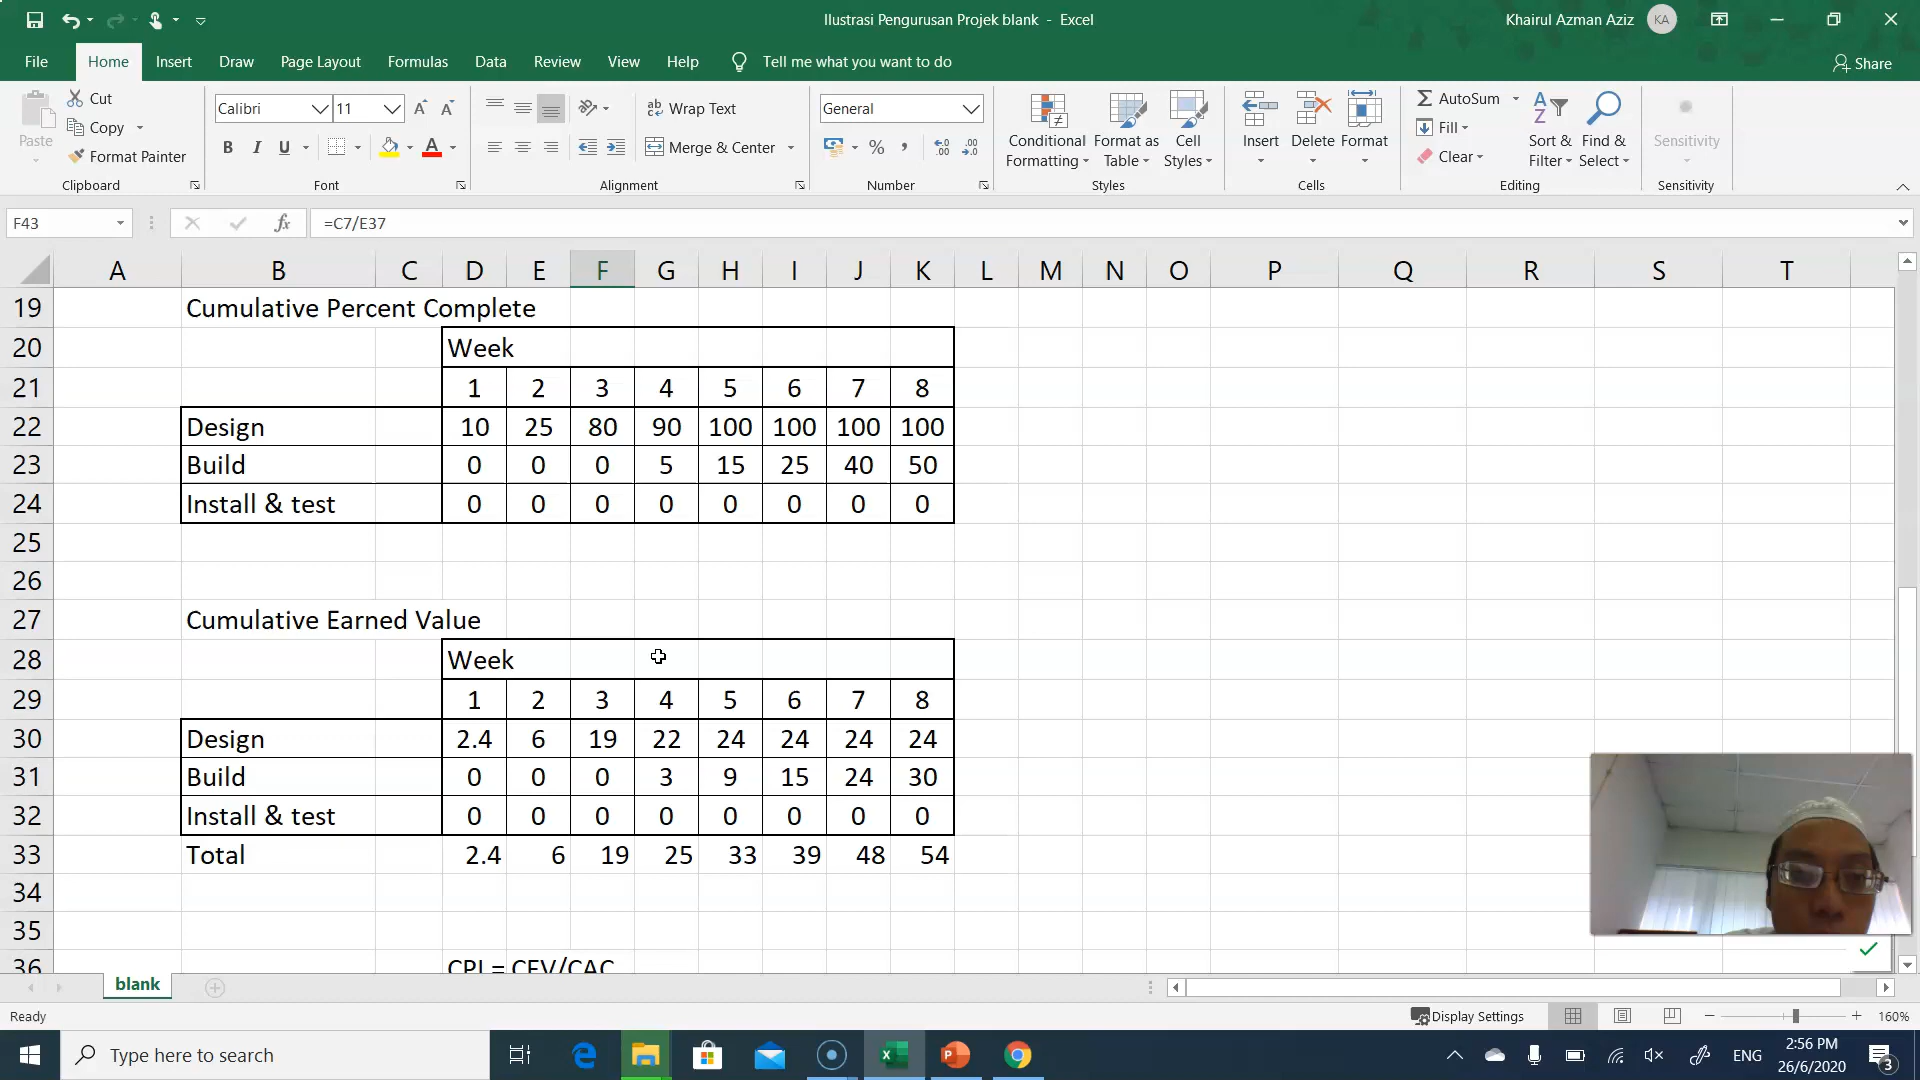 Ilustrasi Pengurusan Projek blank - Excel
Khairul Azman Aziz KA
File Home Insert Draw Page Layout Formulas Data Review View Help Tell me what you want to do Share
Paste Cut Copy Format Painter Clipboard
Calibri 11 A A B I U A Font
Wrap Text Merge & Center Alignment
General % , Number
Conditional Formatting Format as Table Cell Styles Styles
Insert Delete Format Cells
AutoSum Fill Clear Sort & Filter Find & Select Editing
Sensitivity Sensitivity
F43 fx =C7/E37
A B C D E F G H I J K L M N O P Q R S T
19 Cumulative Percent Complete
20 Week
21 1 2 3 4 5 6 7 8
22 Design 10 25 80 90 100 100 100 100
23 Build 0 0 0 5 15 25 40 50
24 Install & test 0 0 0 0 0 0 0 0
25
26
27 Cumulative Earned Value
28 Week
29 1 2 3 4 5 6 7 8
30 Design 2.4 6 19 22 24 24 24 24
31 Build 0 0 0 3 9 15 24 30
32 Install & test 0 0 0 0 0 0 0 0
33 Total 2.4 6 19 25 33 39 48 54
34
35
36 CPI = CEV/CAC
blank
Ready Display Settings 160%
Type here to search ENG 2:56 PM
26/6/2020 3